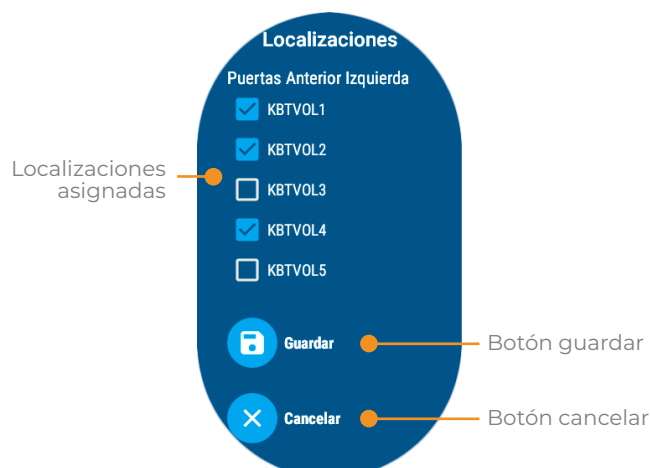 Localizaciones
Puertas Anterior Izquierda
KBTVOL1
KBTVOL2
Localizaciones
asignadas
KBTVOL3
KBTVOL4
KBTVOL5
Guardar
Botón guardar
Cancelar
Botón cancelar